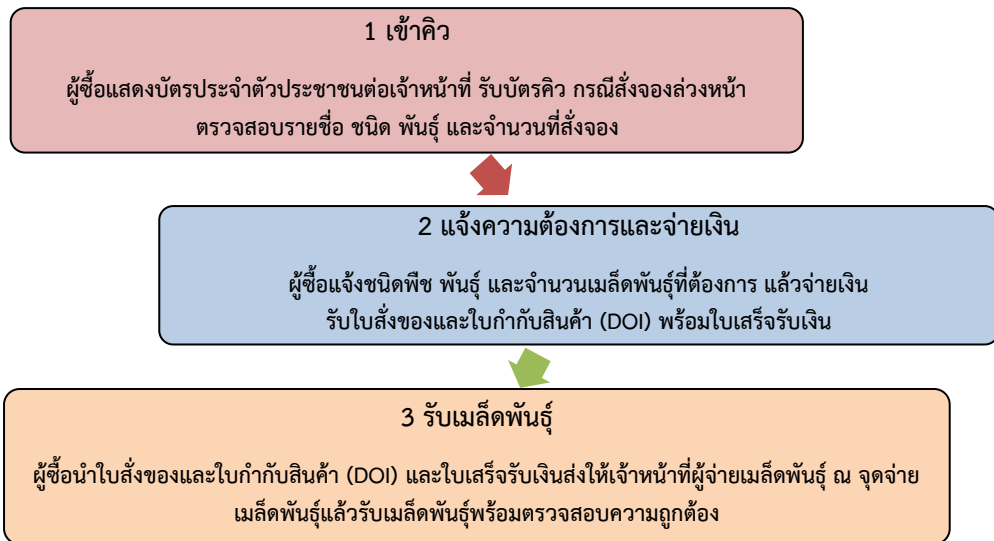 1 เข้าคิว
ผู้ซื้อแสดงบัตรประจำตัวประชาชนต่อเจ้าหน้าที่ รับบัตรคิว กรณีสั่งจองล่วงหน้า
ตรวจสอบรายชื่อ ชนิด พันธุ์ และจำนวนที่สั่งจอง
2 แจ้งความต้องการและจ่ายเงิน
ผู้ซื้อแจ้งชนิดพืช พันธุ์ และจำนวนเมล็ดพันธุ์ที่ต้องการ แล้วจ่ายเงิน
รับใบสั่งของและใบกำกับสินค้า (DOI) พร้อมใบเสร็จรับเงิน
3 รับเมล็ดพันธุ์
ผู้ซื้อนำใบสั่งของและใบกำกับสินค้า (DOI) และใบเสร็จรับเงินส่งให้เจ้าหน้าที่ผู้จ่ายเมล็ดพันธุ์ ณ จุดจ่าย
เมล็ดพันธุ์แล้วรับเมล็ดพันธุ์พร้อมตรวจสอบความถูกต้อง